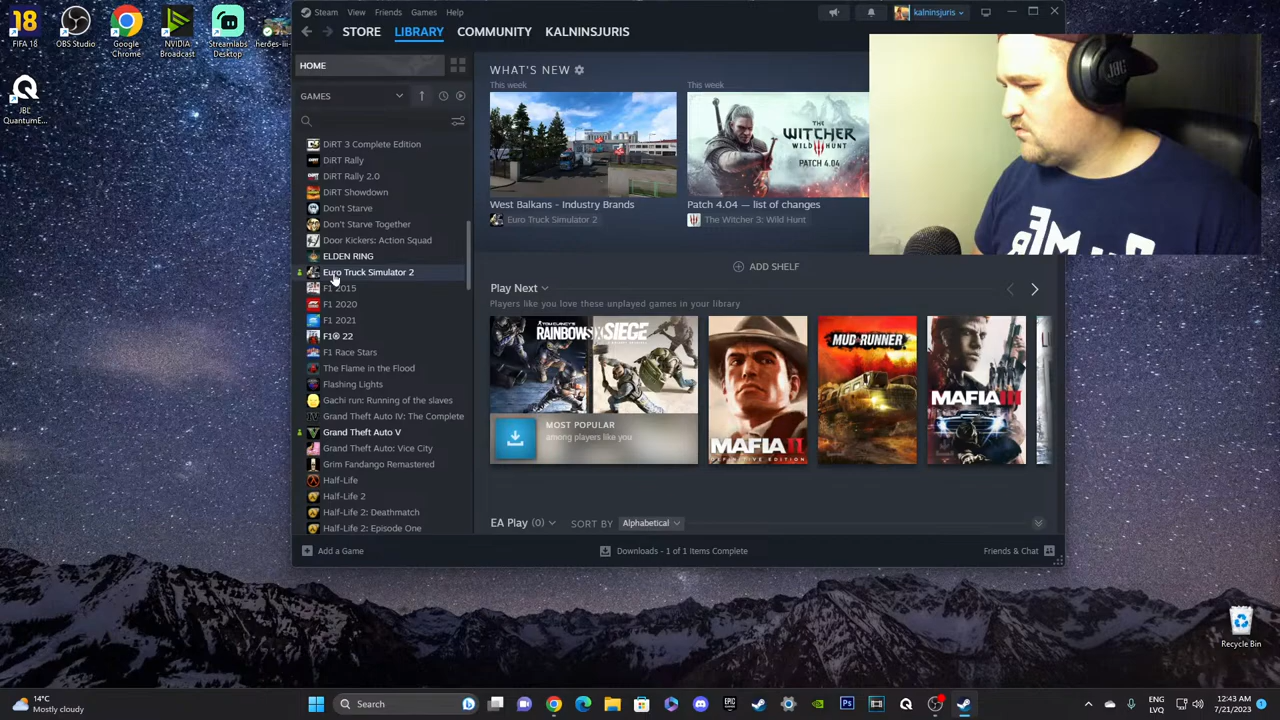 FIFA 18
OBS Studio
Google
Chrome
NVIDIA
Broadcast
Streamlabs
Desktop
JBL
QuantumE...
Steam View Friends Games Help
kalninsjuris
STORE LIBRARY COMMUNITY KALNINSJURIS
HOME
GAMES
DiRT 3 Complete Edition
DiRT Rally
DiRT Rally 2.0
DiRT Showdown
Don't Starve
Don't Starve Together
Door Kickers: Action Squad
ELDEN RING
Euro Truck Simulator 2
F1 2015
F1 2020
F1 2021
F1® 22
F1 Race Stars
The Flame in the Flood
Flashing Lights
Gachi run: Running of the slaves
Grand Theft Auto IV: The Complete
Grand Theft Auto V
Grand Theft Auto: Vice City
Grim Fandango Remastered
Half-Life
Half-Life 2
Half-Life 2: Deathmatch
Half-Life 2: Episode One
WHAT'S NEW
This week
West Balkans - Industry Brands
Euro Truck Simulator 2
This week
THE
WITCHER
WILD HUNT
PATCH 4.04
Patch 4.04 — list of changes
The Witcher 3: Wild Hunt
ADD SHELF
Play Next
Players like you love these unplayed games in your library
TOM CLANCY'S
RAINBOW SIX SIEGE
MOST POPULAR
among players like you
MAFIA II
DEFINITIVE EDITION
MUDRUNNER
MAFIA III
EA Play (0) SORT BY Alphabetical
Add a Game
Downloads - 1 of 1 Items Complete
Friends & Chat
Recycle Bin
14°C
Mostly cloudy
Search
ENG
LVQ
12:43 AM
7/21/2023